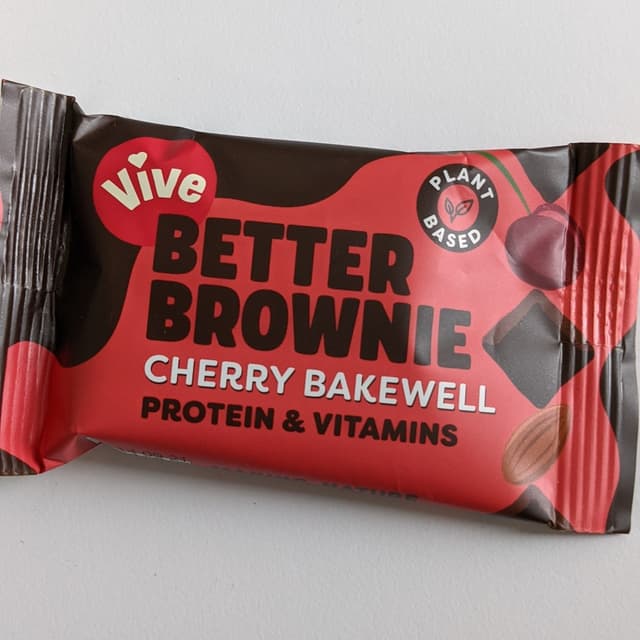 Vive
PLANT
BASED
BETTER
BROWNIE
CHERRY BAKEWELL
PROTEIN & VITAMINS